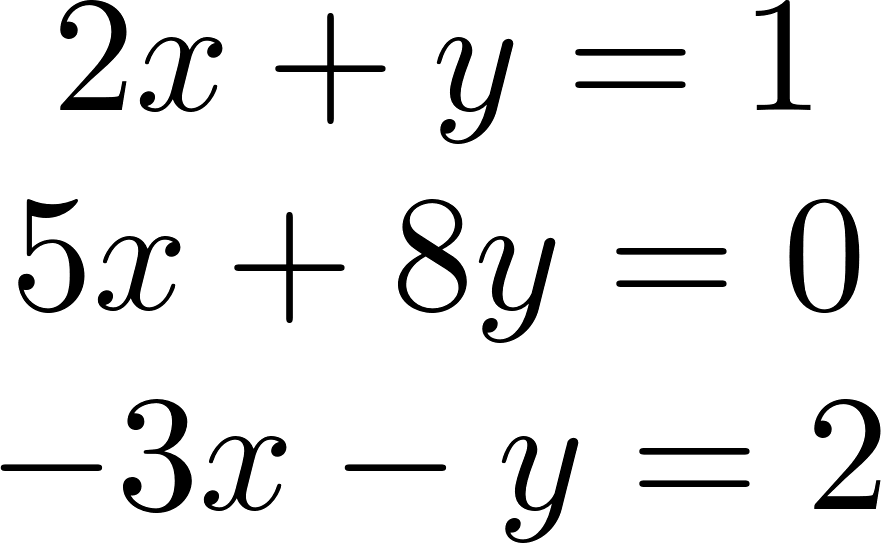 2x + y = 1
5x + 8y = 0
−3x − y = 2